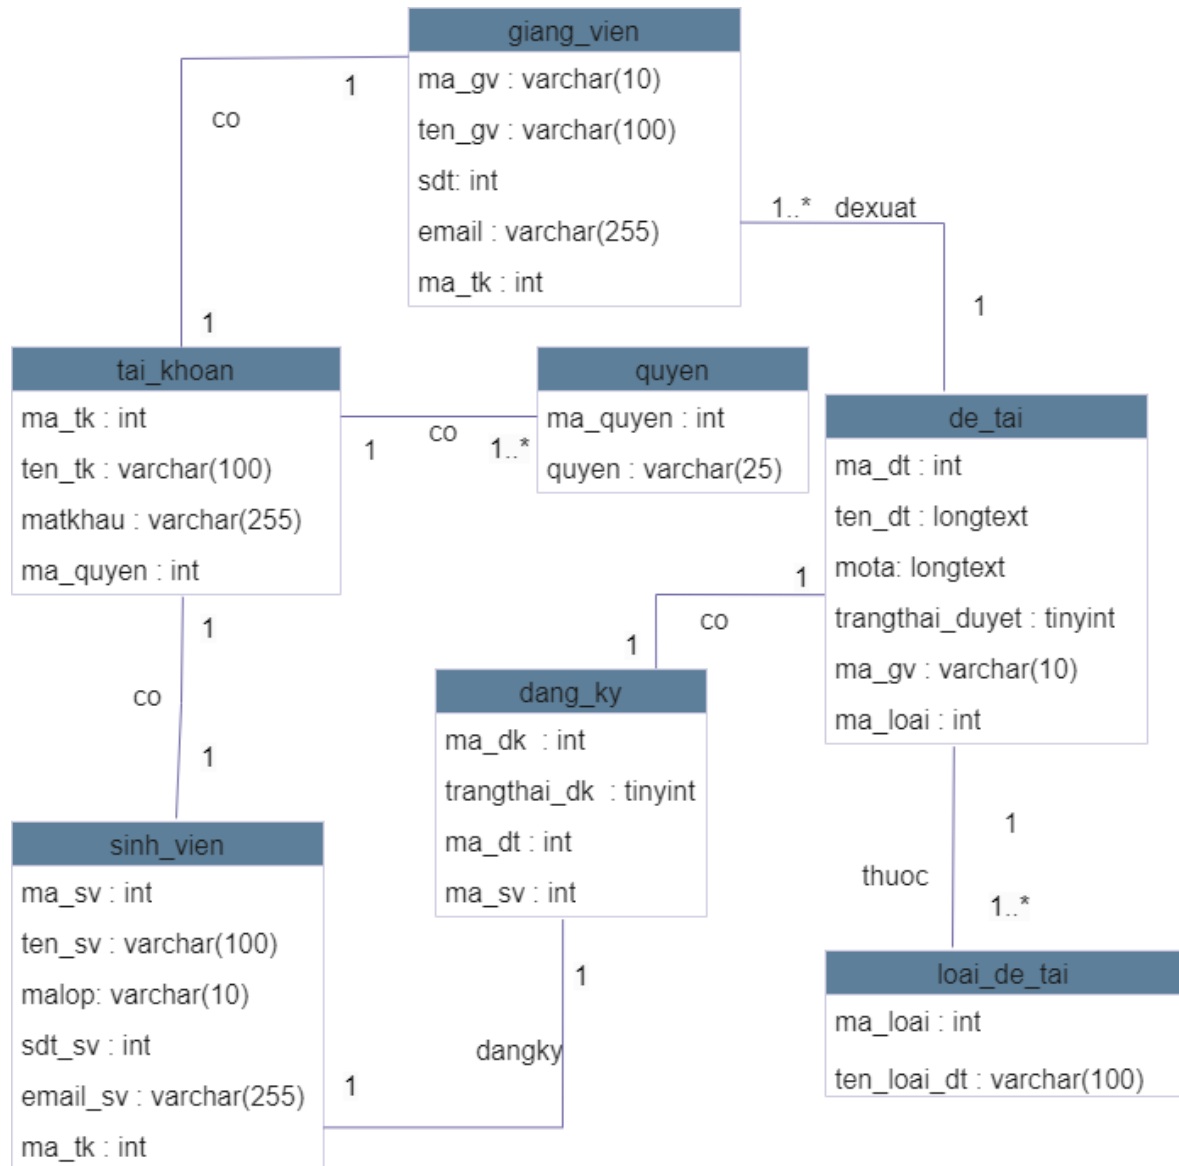 giang_vien
ma_gv : varchar(10)
ten_gv : varchar(100)
sdt: int
email : varchar(255)
ma_tk : int
1
co
1
1..* dexuat
1
tai_khoan
ma_tk : int
ten_tk : varchar(100)
matkhau : varchar(255)
ma_quyen : int
1
co
1..*
quyen
ma_quyen : int
quyen : varchar(25)
de_tai
ma_dt : int
ten_dt : longtext
mota: longtext
trangthai_duyet : tinyint
ma_gv : varchar(10)
ma_loai : int
1
co
1
1
co
1
dang_ky
ma_dk : int
trangthai_dk : tinyint
ma_dt : int
ma_sv : int
sinh_vien
ma_sv : int
ten_sv : varchar(100)
malop: varchar(10)
sdt_sv : int
email_sv : varchar(255)
ma_tk : int
1
dangky
1
1
thuoc
1..*
loai_de_tai
ma_loai : int
ten_loai_dt : varchar(100)